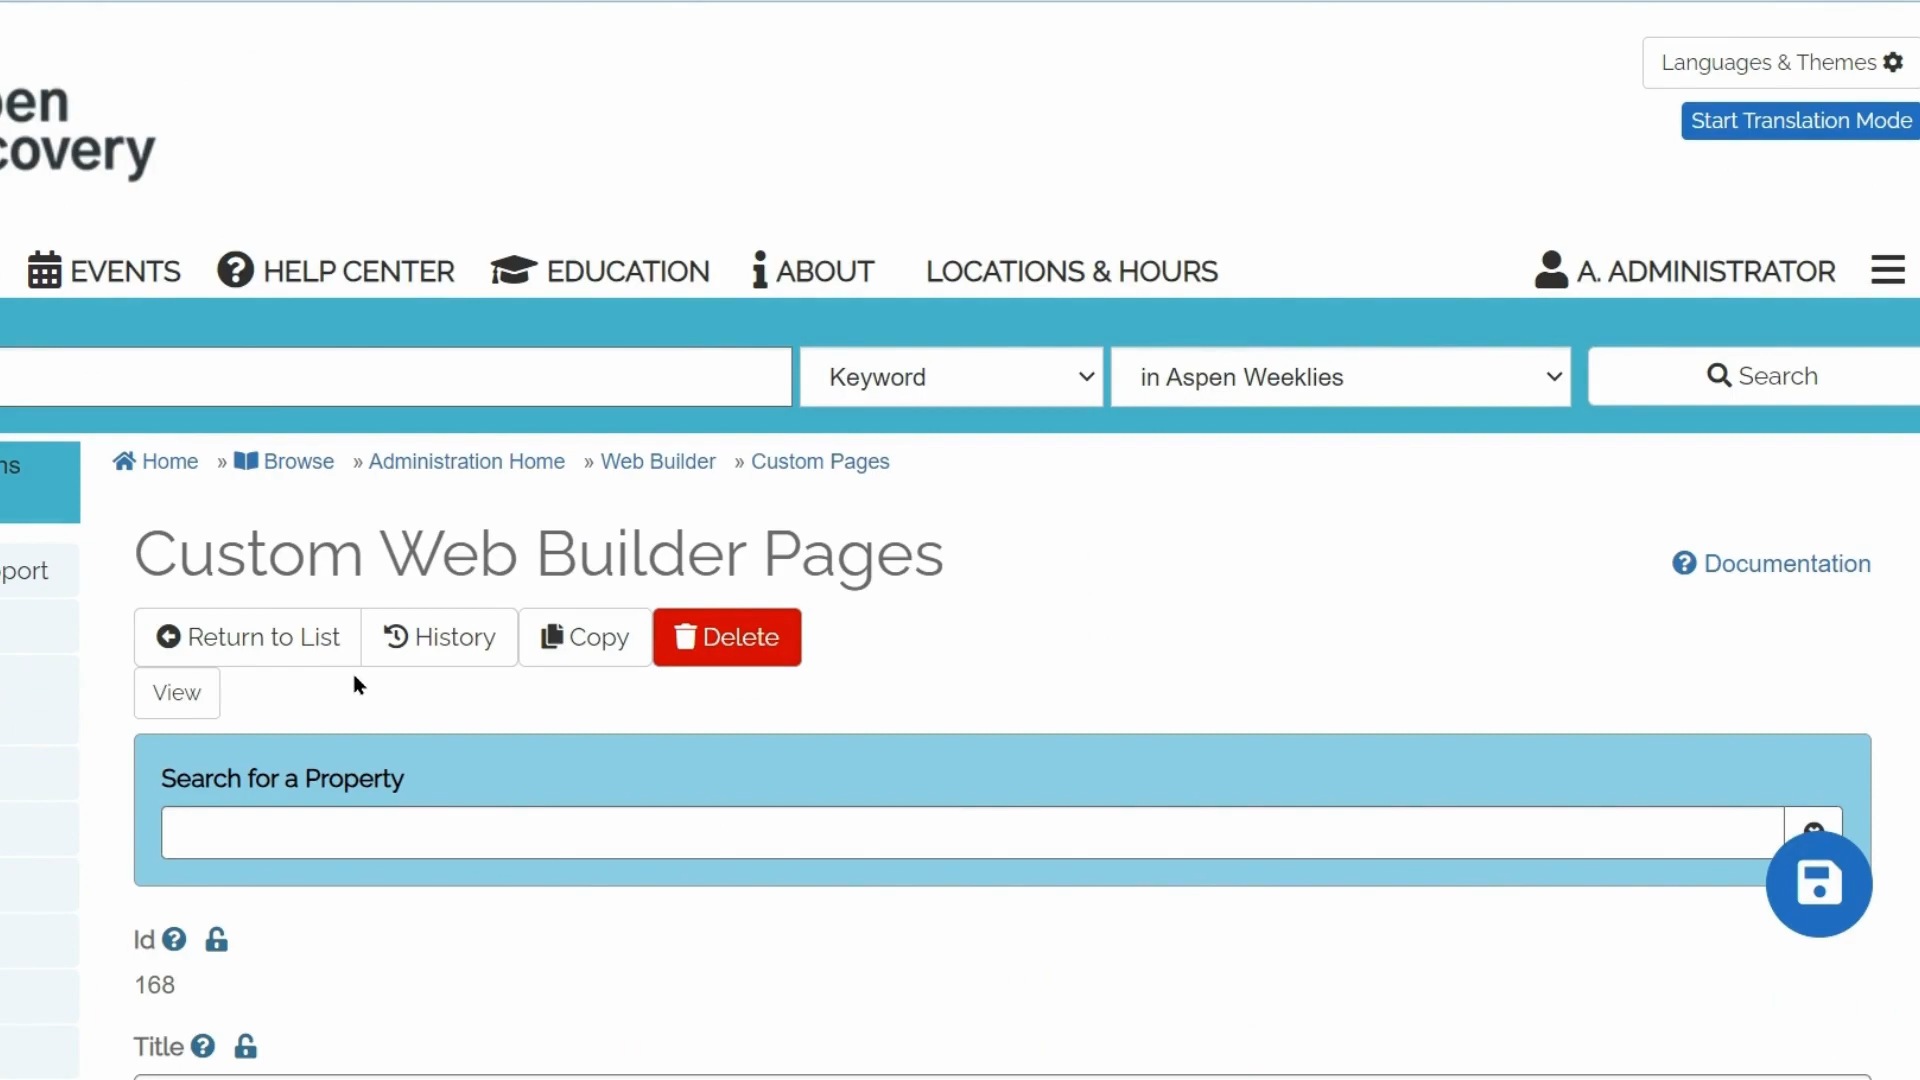 Languages & Themes
Start Translation Mode
en
covery
EVENTS HELP CENTER EDUCATION ABOUT LOCATIONS & HOURS A. ADMINISTRATOR
Keyword in Aspen Weeklies Search
ns
Home » Browse » Administration Home » Web Builder » Custom Pages
Custom Web Builder Pages
Documentation
port
Return to List History Copy Delete
View
Search for a Property
Id
168
Title